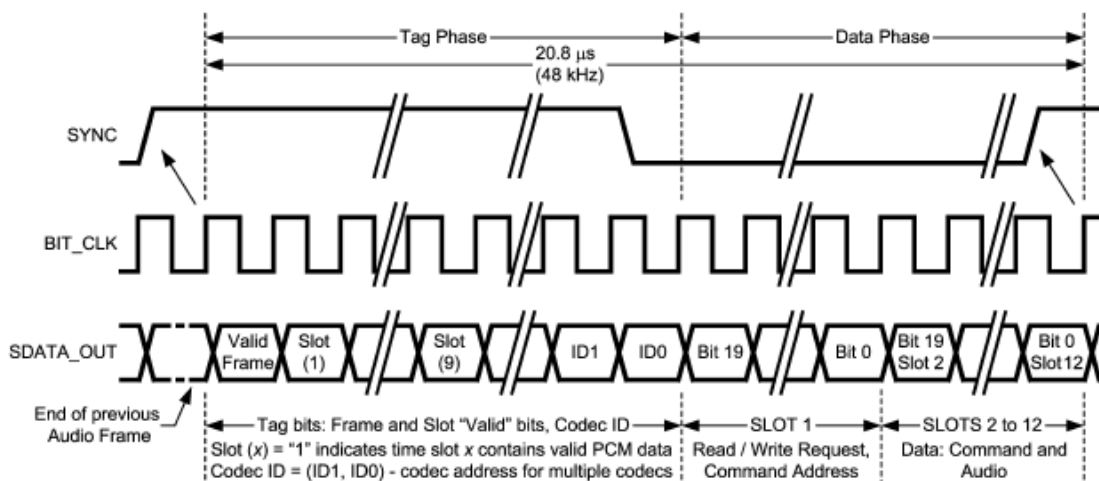 Tag Phase
Data Phase
20.8 μs
(48 kHz)
SYNC
BIT_CLK
SDATA_OUT
Valid
Frame
Slot
(1)
Slot
(9)
ID1
ID0
Bit 19
Bit 0
Bit 19
Slot 2
Bit 0
Slot12
End of previous
Audio Frame
Tag bits: Frame and Slot “Valid” bits, Codec ID
Slot (x) = “1” indicates time slot x contains valid PCM data
Codec ID = (ID1, ID0) - codec address for multiple codecs
SLOT 1
Read / Write Request,
Command Address
SLOTS 2 to 12
Data: Command and
Audio